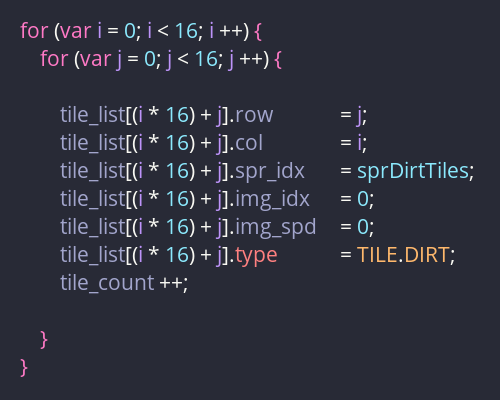 for (var i = 0; i < 16; i ++) {
for (var j = 0; j < 16; j ++) {
tile_list[(i * 16) + j].row = j;
tile_list[(i * 16) + j].col = i;
tile_list[(i * 16) + j].spr_idx = sprDirtTiles;
tile_list[(i * 16) + j].img_idx = 0;
tile_list[(i * 16) + j].img_spd = 0;
tile_list[(i * 16) + j].type = TILE.DIRT;
tile_count ++;
}
}